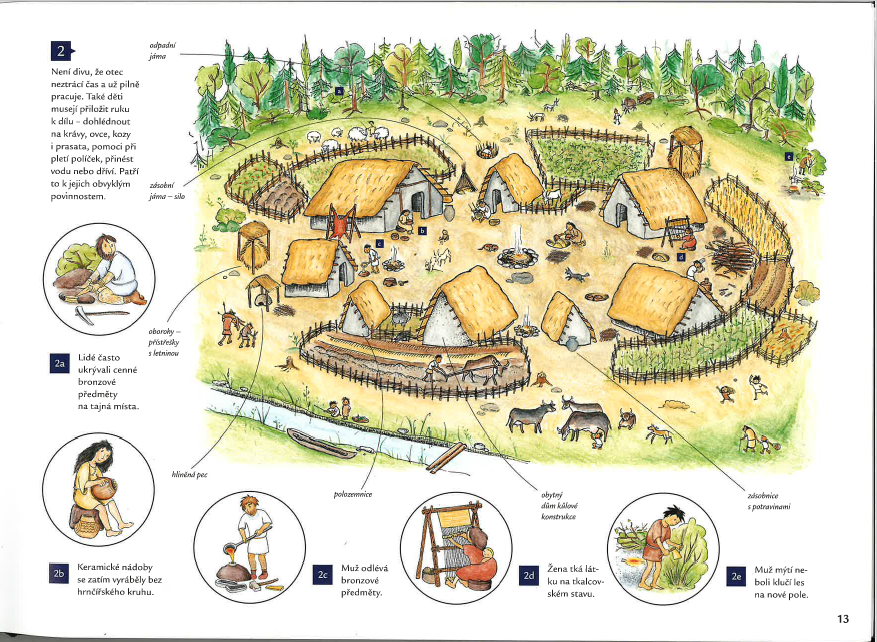 2
Není divu, že otec
neztrácí čas a už pilně
pracuje. Také děti
musejí přiložit ruku
k dílu – dohlédnout
na krávy, ovce, kozy
i prasata, pomoci při
pletí políček, přinést
vodu nebo dříví. Patří
to k jejich obvyklým
povinnostem.
odpadní
jáma
zásobní
jáma – silo
oborohy –
přístřešky
s letninou
hliněná pec
polozemnice
obytný
dům kůlové
konstrukce
zásobnice
s potravinami
a
b
c
d
e
2a
Lidé často
ukrývali cenné
bronzové
předměty
na tajná místa.
2b
Keramické nádoby
se zatím vyráběly bez
hrnčířského kruhu.
2c
Muž odlévá
bronzové
předměty.
2d
Žena tká lát-
ku na tkalcov-
ském stavu.
2e
Muž mýtí ne-
boli klučí les
na nové pole.
13